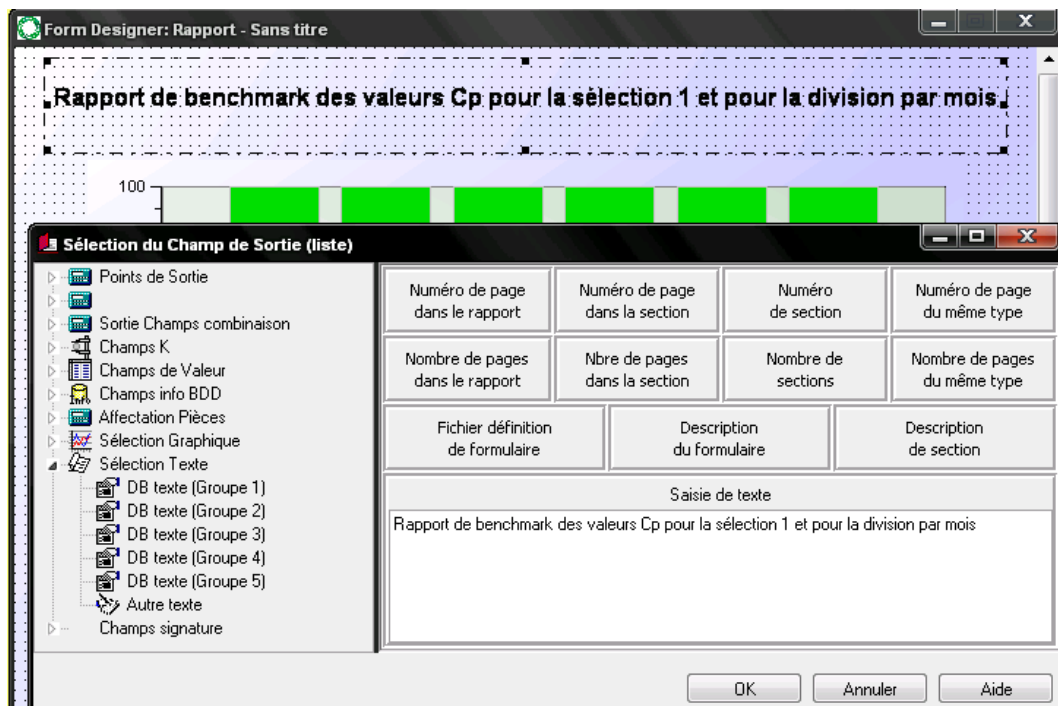 Form Designer: Rapport - Sans titre
Rapport de benchmark des valeurs Cp pour la sélection 1 et pour la division par mois
100
Sélection du Champ de Sortie (liste)
Points de Sortie
Sortie Champs combinaison
Champs K
Champs de Valeur
Champs info BDD
Affectation Pièces
Sélection Graphique
Sélection Texte
DB texte (Groupe 1)
DB texte (Groupe 2)
DB texte (Groupe 3)
DB texte (Groupe 4)
DB texte (Groupe 5)
Autre texte
Champs signature
Numéro de page
dans le rapport
Numéro de page
dans la section
Numéro
de section
Numéro de page
du même type
Nombre de pages
dans le rapport
Nbre de pages
dans la section
Nombre de
sections
Nombre de pages
du même type
Fichier définition
de formulaire
Description
du formulaire
Description
de section
Saisie de texte
Rapport de benchmark des valeurs Cp pour la sélection 1 et pour la division par mois
OK
Annuler
Aide